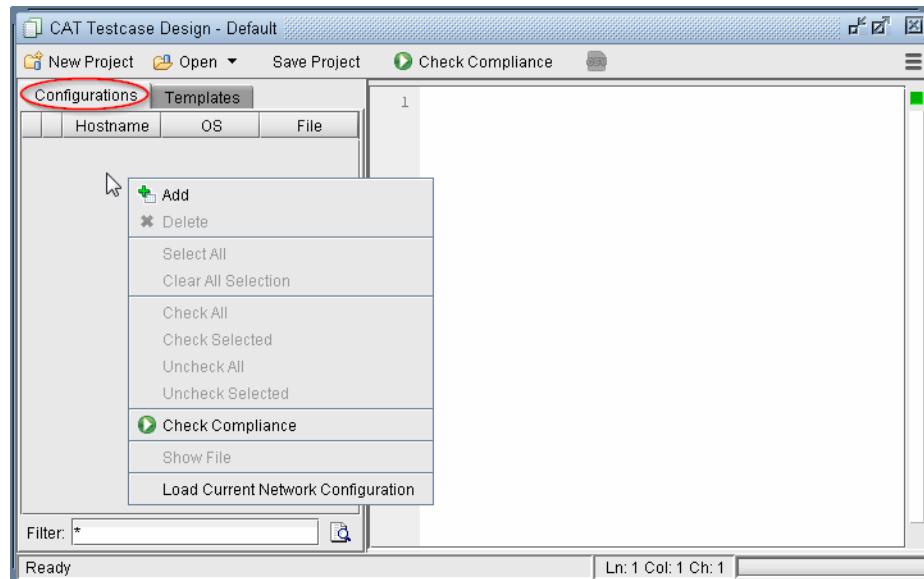 CAT Testcase Design - Default
New Project Open Save Project Check Compliance
Configurations Templates
Hostname OS File
1
Add
Delete
Select All
Clear All Selection
Check All
Check Selected
Uncheck All
Uncheck Selected
Check Compliance
Show File
Load Current Network Configuration
Filter: *
Ready Ln: 1 Col: 1 Ch: 1